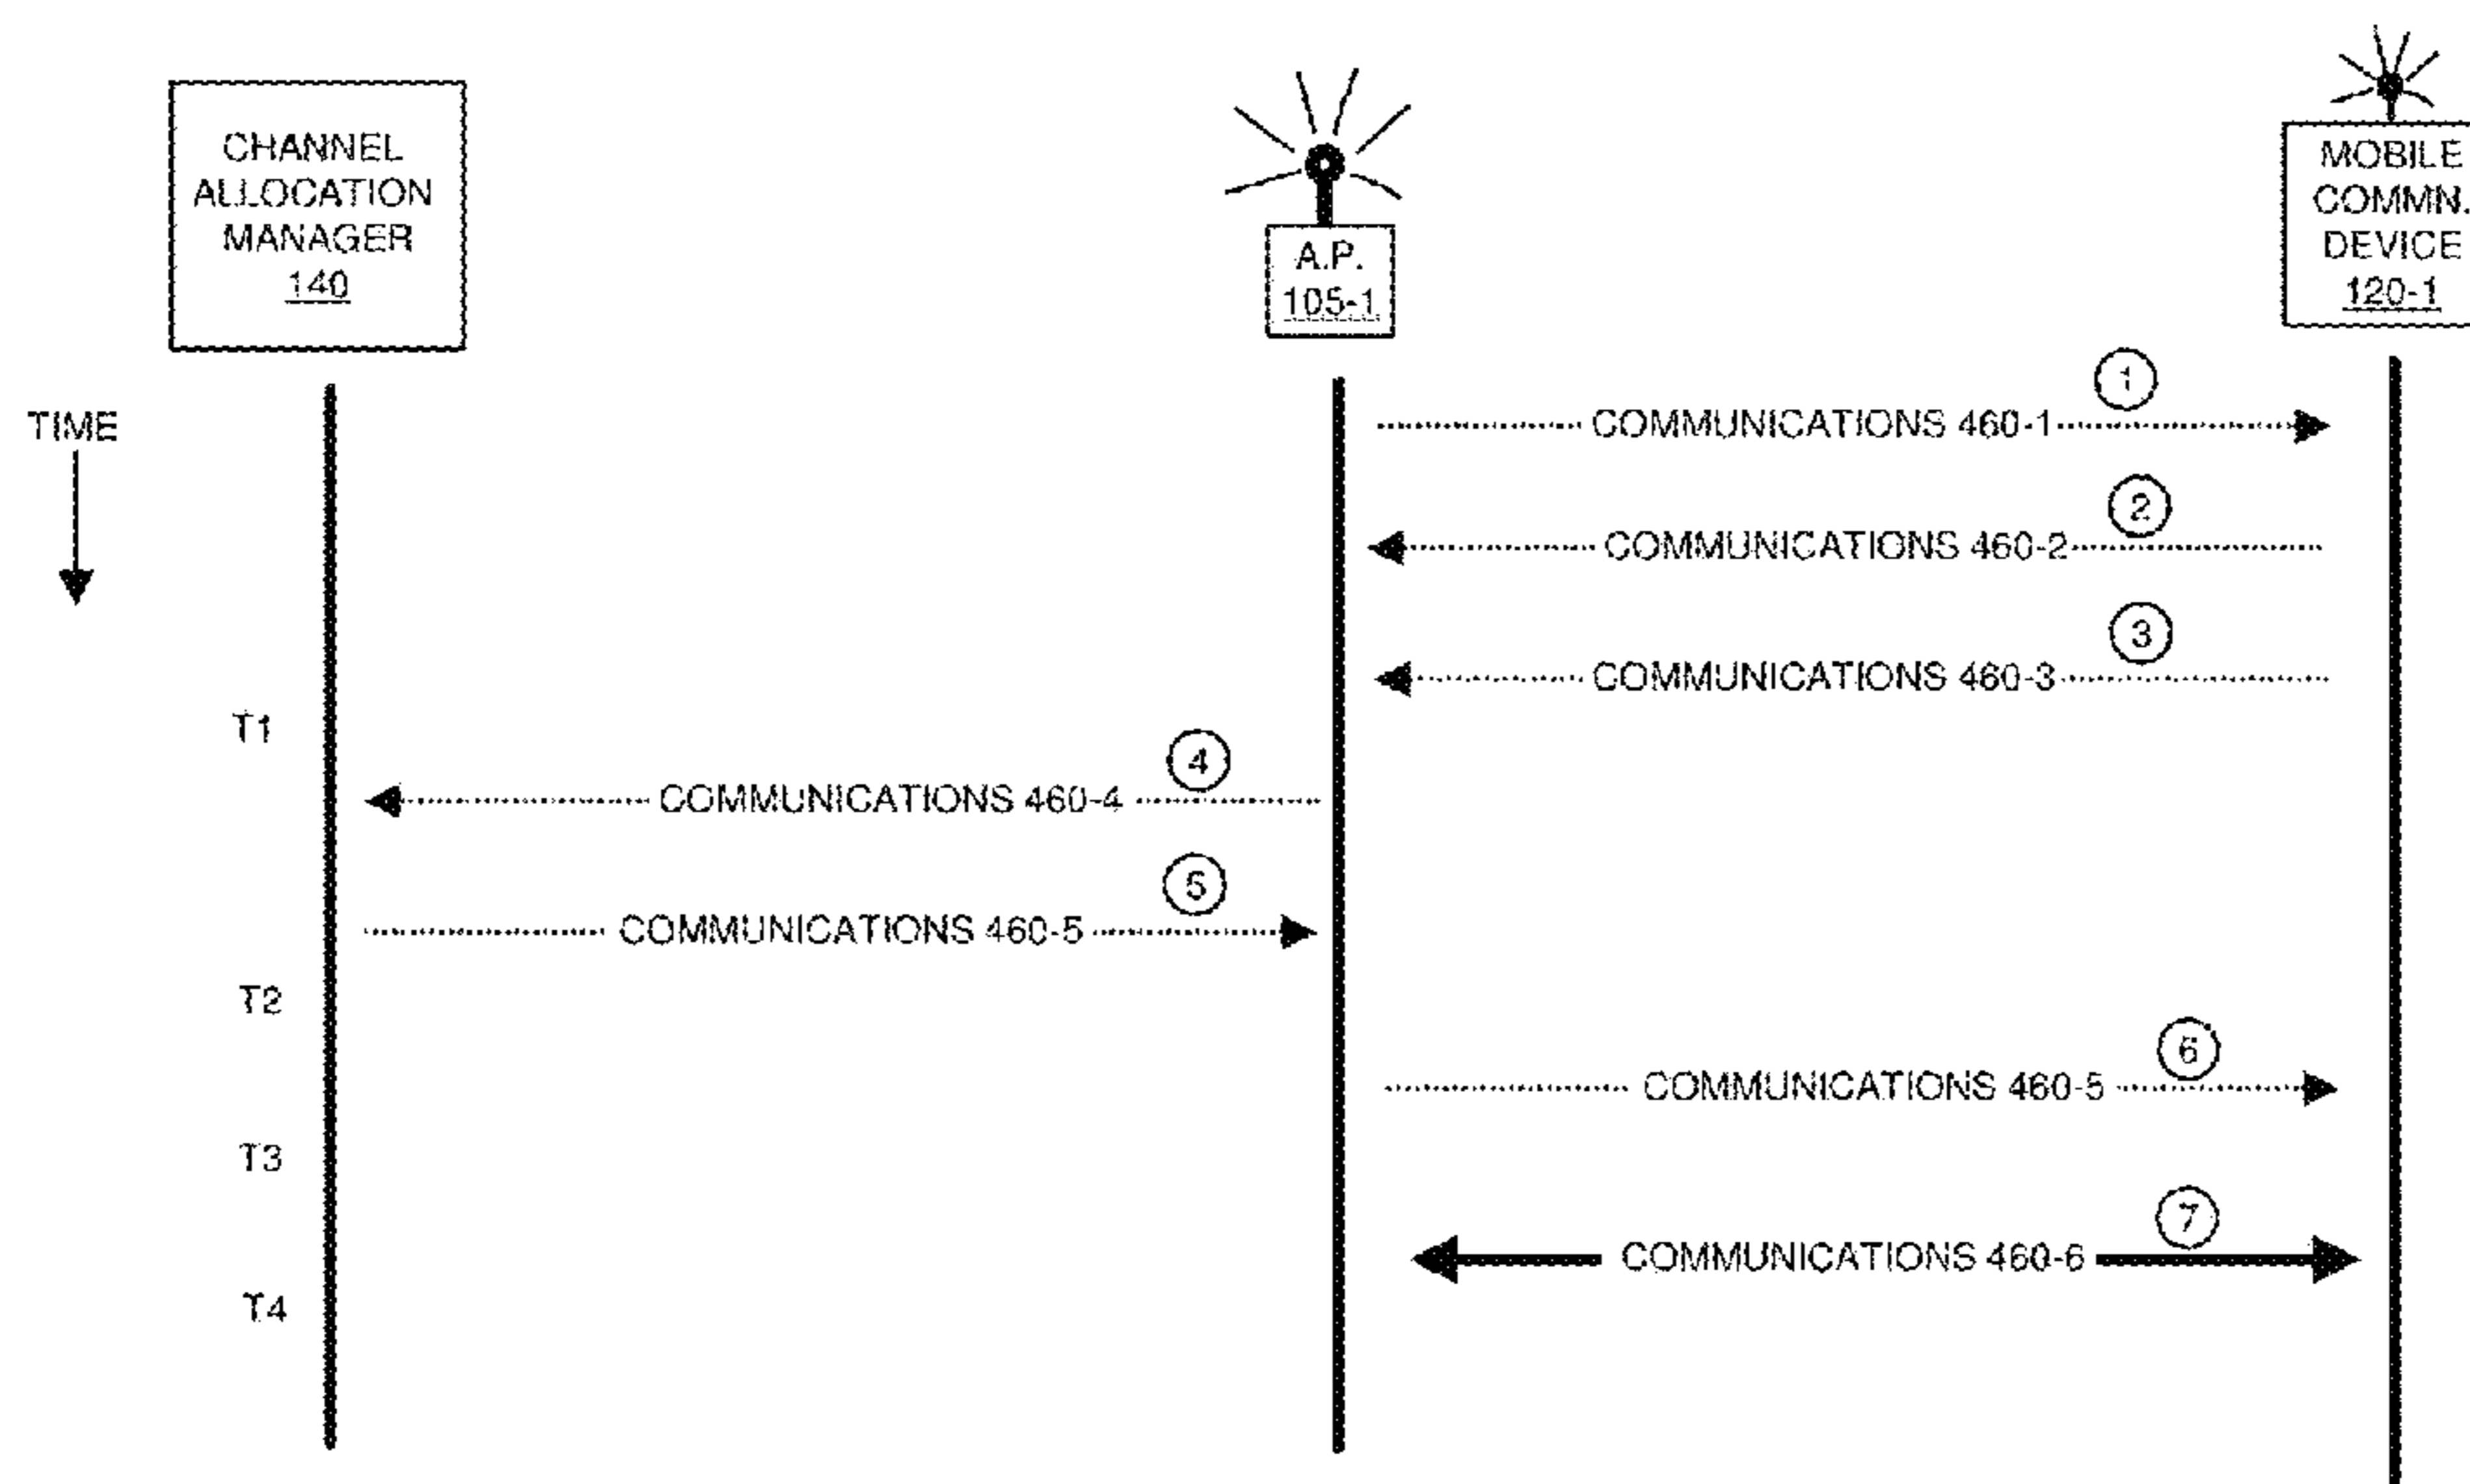 CHANNEL
ALLOCATION
MANAGER
140
A.P.
105-1
MOBILE
COMMN.
DEVICE
120-1
TIME
1
COMMUNICATIONS 460-1
2
COMMUNICATIONS 460-2
3
COMMUNICATIONS 460-3
T1
4
COMMUNICATIONS 460-4
5
COMMUNICATIONS 460-5
T2
6
COMMUNICATIONS 460-5
T3
7
COMMUNICATIONS 460-6
T4